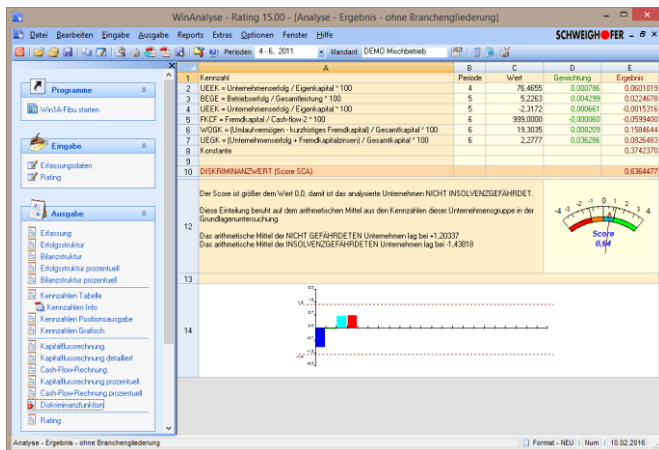 WinAnalyse - Rating 15.00 - [Analyse - Ergebnis - ohne Branchengliederung]
Datei Bearbeiten Eingabe Ausgabe Reports Extras Optionen Fenster Hilfe
SCHWEIGHOFER
Perioden 4 - 6, 2011 Mandant DEMO Mischbetrieb
Programme
Win1A-Fibu starten
Eingabe
Erfassungsdaten
Rating
Ausgabe
Erfassung
Erfolgsstruktur
Bilanzstruktur
Erfolgsstruktur prozentuell
Bilanzstruktur prozentuell
Kennzahlen Tabelle
Kennzahlen Info
Kennzahlen Positionsausgabe
Kennzahlen Grafisch
Kapitalflussrechnung
Kapitalflussrechnung detailliert
Cash-Flow-Rechnung
Kapitalflussrechnung prozentuell
Cash-Flow-Rechnung prozentuell
Diskriminanzfunktion
Rating
A B C D E
1 Kennzahl Periode Wert Gewichtung Ergebnis
2 UEEK = Unternehmenserfolg / Eigenkapital * 100 4 76,4655 0,000786 0,0601019
3 BEGE = Betriebserfolg / Gesamtleistung * 100 5 5,2263 0,004299 0,0224678
4 UEEK = Unternehmenserfolg / Eigenkapital * 100 5 -2,3172 0,000661 -0,0015316
5 FKCF = Fremdkapital / Cash-flow-2 * 100 6 999,0000 -0,000060 -0,0599400
6 WOGK = (Umlaufvermögen - kurzfristiges Fremdkapital) / Gesamtkapital * 100 6 19,3035 0,008209 0,1584644
7 UEGK = (Unternehmenserfolg + Fremdkapitalzinsen) / Gesamtkapital * 100 6 2,2777 0,036286 0,0826483
8 Konstante 0,3742370
9
10 DISKRIMINANZWERT (Score SCA) 0,6364477
12
Der Score ist größer dem Wert 0,0, damit ist das analysierte Unternehmen NICHT INSOLVENZGEFÄHRDET.
Diese Einteilung beruht auf dem arithmetischen Mittel aus den Kennzahlen dieser Unternehmensgruppe in der
Grundlagenuntersuchung.
Das arithmetische Mittel der NICHT GEFÄHRDETEN Unternehmen lag bei +1,20337
Das arithmetische Mittel der INSOLVENZGEFÄHRDETEN Unternehmen lag bei -1,43818
-4 -3 -2 -1 0 1 2 3 4
Score
0,64
13
14
Analyse - Ergebnis - ohne Branchengliederung
Format - NEU Num 10.02.2016